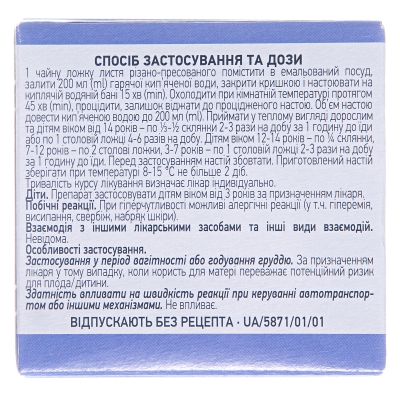 СПОСІБ ЗАСТОСУВАННЯ ТА ДОЗИ
1 чайну ложку листя різано-пресованого помістити в емальований посуд,
залити 200 мл (ml) гарячої кип'яченої води, закрити кришкою і настоювати на
киплячій водяній бані 15 хв (min). Охолодити при кімнатній температурі протягом
45 хв (min), процідити, залишок віджати до процідженого настою. Об'єм настою
довести кип'яченою водою до 200 мл (ml). Приймати у теплому вигляді дорослим
та дітям віком від 14 років – по ⅓-½ склянки 2-3 рази на добу за 1 годину до їди
або по 1 столовій ложці 4-6 разів на добу. Дітям віком 12-14 років – по ¼ склянки,
7-12 років – по 2 столові ложки, 3-7 років – по 1 столовій ложці 2-3 рази на добу
за 1 годину до їди. Перед застосуванням настій збовтати. Приготовлений настій
зберігати при температурі 8-15 °C не більше 2 діб.
Тривалість курсу лікування визначає лікар індивідуально.
Діти. Препарат застосовувати дітям віком від 3 років за призначенням лікаря.
Побічні реакції. При гіперчутливості можливі алергічні реакції (у т.ч. гіперемія,
висипання, свербіж, набряк шкіри).
Взаємодія з іншими лікарськими засобами та інші види взаємодій.
Невідома.
Особливості застосування.
Застосування у період вагітності або годування груддю. За призначенням
лікаря у тому випадку, коли користь для матері переважає потенційний ризик
для плода/дитини.
Здатність впливати на швидкість реакції при керуванні автотранспор-
том або іншими механізмами. Не впливає.
ВІДПУСКАЮТЬ БЕЗ РЕЦЕПТА · UA/5871/01/01